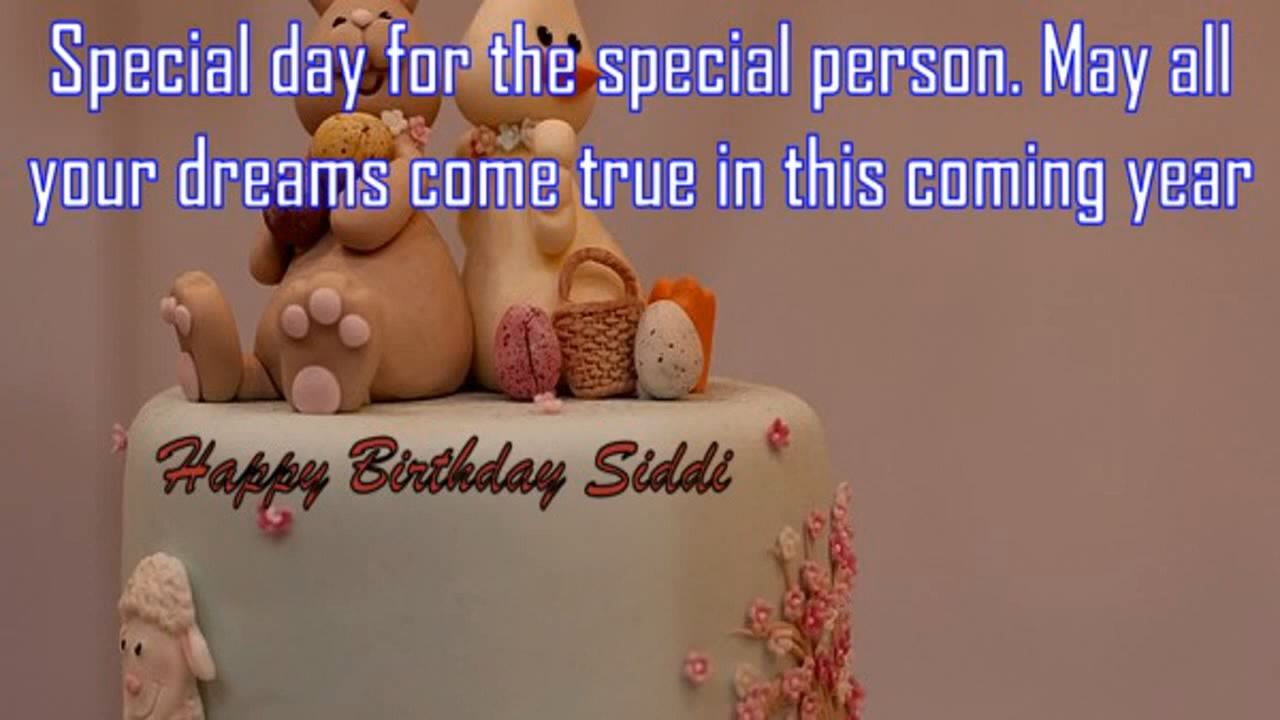 Special day for the special person. May all
your dreams come true in this coming year
Happy Birthday Siddi